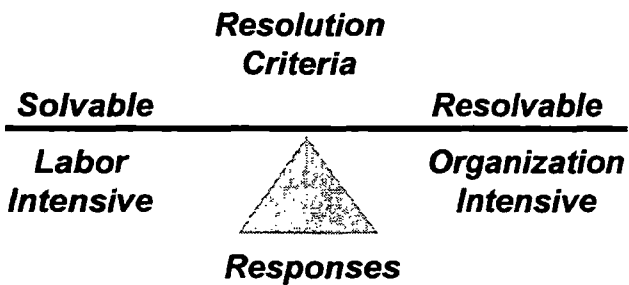 Resolution
Criteria
Solvable
Resolvable
Labor
Intensive
Organization
Intensive
Responses